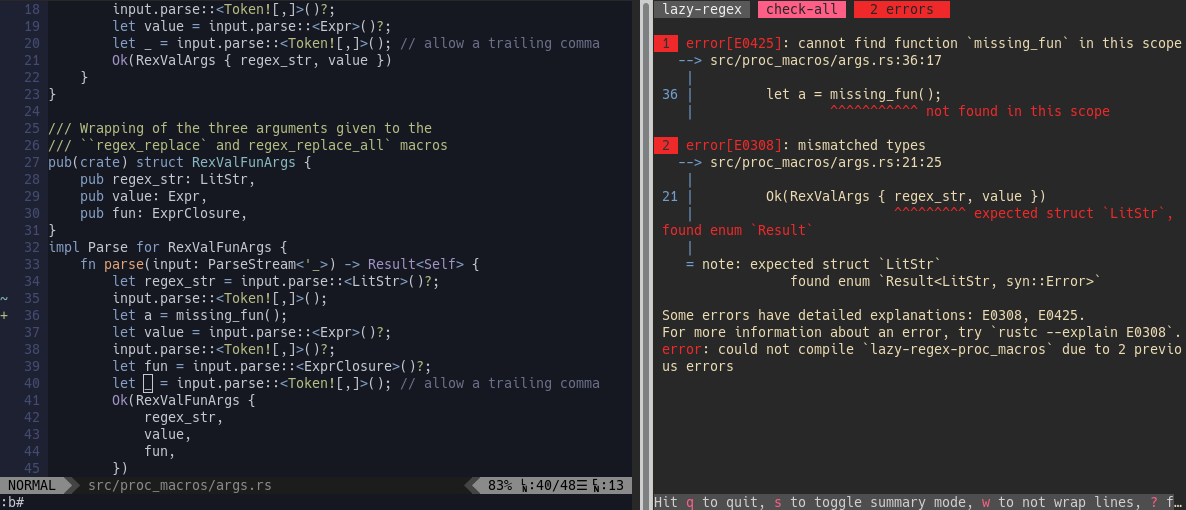 18         input.parse::<Token![,]>()?;
19         let value = input.parse::<Expr>()?;
20         let _ = input.parse::<Token![,]>(); // allow a trailing comma
21         Ok(RexValArgs { regex_str, value })
22     }
23 }
24
25 /// Wrapping of the three arguments given to the
26 /// ``regex_replace` and regex_replace_all` macros
27 pub(crate) struct RexValFunArgs {
28     pub regex_str: LitStr,
29     pub value: Expr,
30     pub fun: ExprClosure,
31 }
32 impl Parse for RexValFunArgs {
33     fn parse(input: ParseStream<'_>) -> Result<Self> {
34         let regex_str = input.parse::<LitStr>()?;
~ 35         input.parse::<Token![,]>();
+ 36         let a = missing_fun();
37         let value = input.parse::<Expr>()?;
38         input.parse::<Token![,]>()?;
39         let fun = input.parse::<ExprClosure>()?;
40         let _ = input.parse::<Token![,]>(); // allow a trailing comma
41         Ok(RexValFunArgs {
42             regex_str,
43             value,
44             fun,
45         })
NORMAL src/proc_macros/args.rs 83% LN:40/48☰ CN:13
:b#
lazy-regex check-all 2 errors
1 error[E0425]: cannot find function `missing_fun` in this scope
--> src/proc_macros/args.rs:36:17
|
36 |         let a = missing_fun();
|                 ^^^^^^^^^^^ not found in this scope
2 error[E0308]: mismatched types
--> src/proc_macros/args.rs:21:25
|
21 |         Ok(RexValArgs { regex_str, value })
|                         ^^^^^^^^^ expected struct `LitStr`,
found enum `Result`
|
= note: expected struct `LitStr`
found enum `Result<LitStr, syn::Error>`
Some errors have detailed explanations: E0308, E0425.
For more information about an error, try `rustc --explain E0308`.
error: could not compile `lazy-regex-proc_macros` due to 2 previo
us errors
Hit q to quit, s to toggle summary mode, w to not wrap lines, ? f…